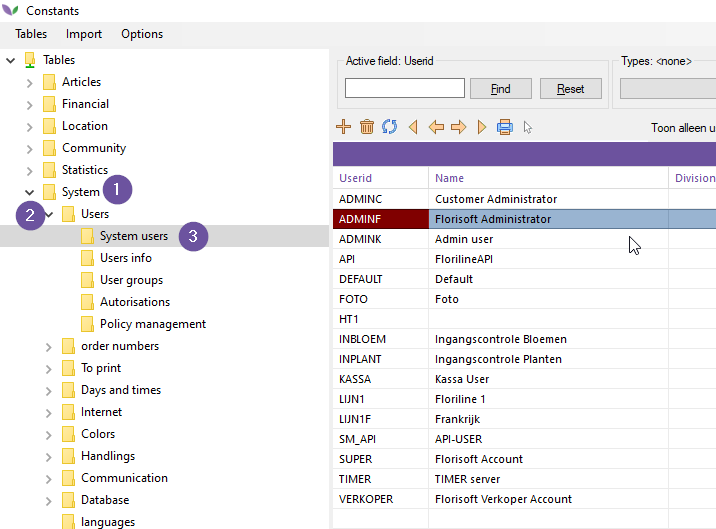 Constants
Tables Import Options
Tables
Articles
Financial
Location
Community
Statistics
System 1
2 Users
System users 3
Users info
User groups
Autorisations
Policy management
order numbers
To print
Days and times
Internet
Colors
Handlings
Communication
Database
languages
Active field: Userid
Types: <none>
Find Reset
Toon alleen u
Userid Name Division
ADMINC Customer Administrator
ADMINF Florisoft Administrator
ADMINK Admin user
API FlorilineAPI
DEFAULT Default
FOTO Foto
HT1
INBLOEM Ingangscontrole Bloemen
INPLANT Ingangscontrole Planten
KASSA Kassa User
LIJN1 Floriline 1
LIJN1F Frankrijk
SM_API API-USER
SUPER Florisoft Account
TIMER TIMER server
VERKOPER Florisoft Verkoper Account